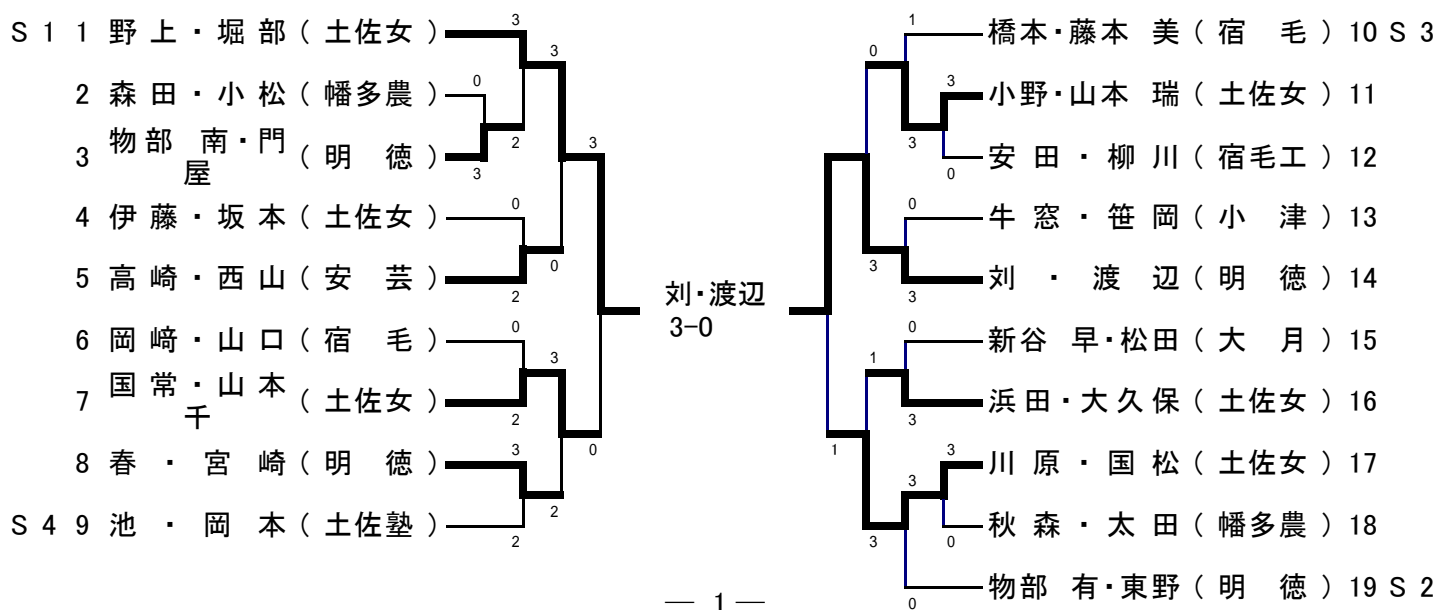 S1 1 野上・堀部(土佐女)
2 森田・小松(幡多農)
3 物部 南・門屋(明 徳)
4 伊藤・坂本(土佐女)
5 高崎・西山(安 芸)
6 岡﨑・山口(宿 毛)
7 国常・山本千(土佐女)
8 春・宮崎(明 徳)
S4 9 池・岡本(土佐塾)
3
0
3
3
2
3
0
0
2
0
2
3
3
2
2
0
刘・渡辺
3-0
橋本・藤本 美(宿 毛)10 S3
小野・山本 瑞(土佐女)11
安田・柳川(宿毛工)12
牛窓・笹岡(小 津)13
刘・渡辺(明 徳)14
新谷 早・松田(大 月)15
浜田・大久保(土佐女)16
川原・国松(土佐女)17
秋森・太田(幡多農)18
物部 有・東野(明 徳)19 S2
1
0
3
3
0
0
3
3
0
1
3
1
3
3
0
3
0
— 1 —